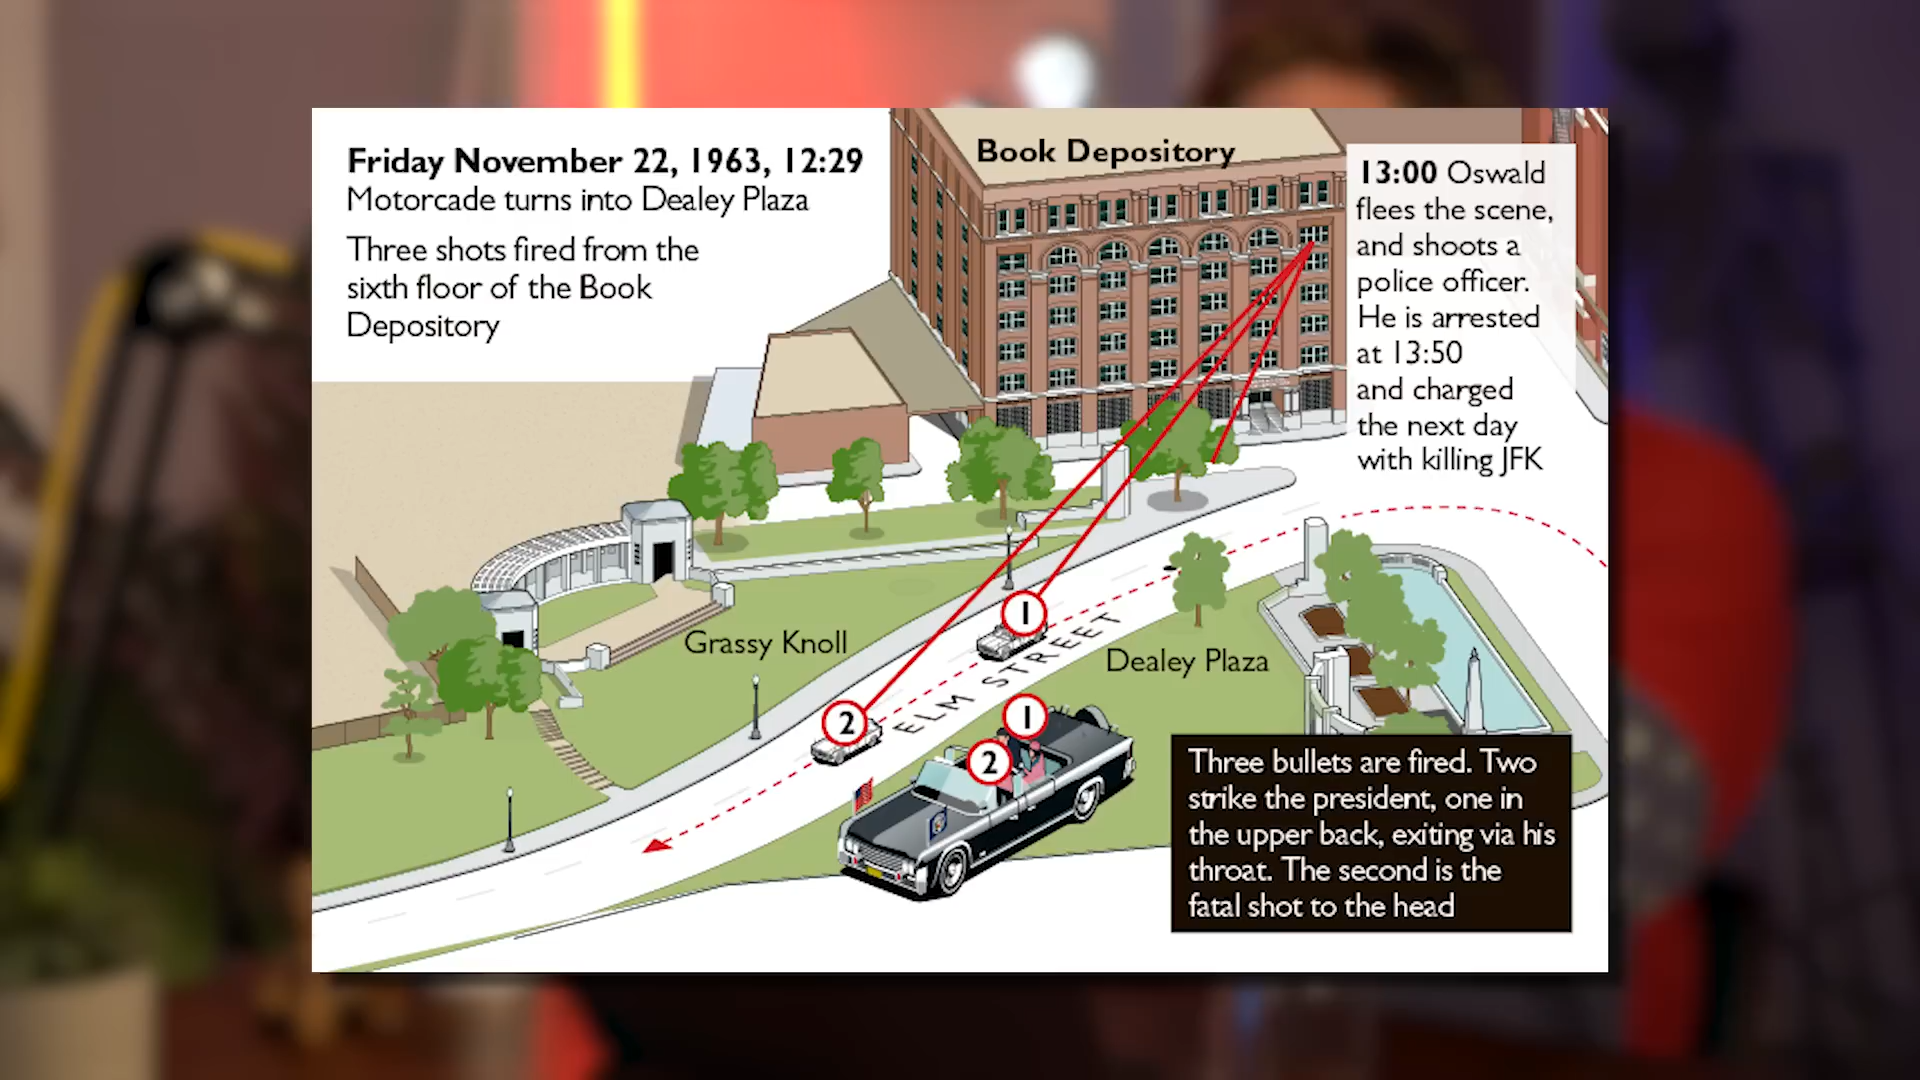 Friday November 22, 1963, 12:29
Motorcade turns into Dealey Plaza
Three shots fired from the
sixth floor of the Book
Depository
Book Depository
13:00 Oswald
flees the scene,
and shoots a
police officer.
He is arrested
at 13:50
and charged
the next day
with killing JFK
Grassy Knoll
1
2
ELM STREET
Dealey Plaza
1
2
Three bullets are fired. Two
strike the president, one in
the upper back, exiting via his
throat. The second is the
fatal shot to the head